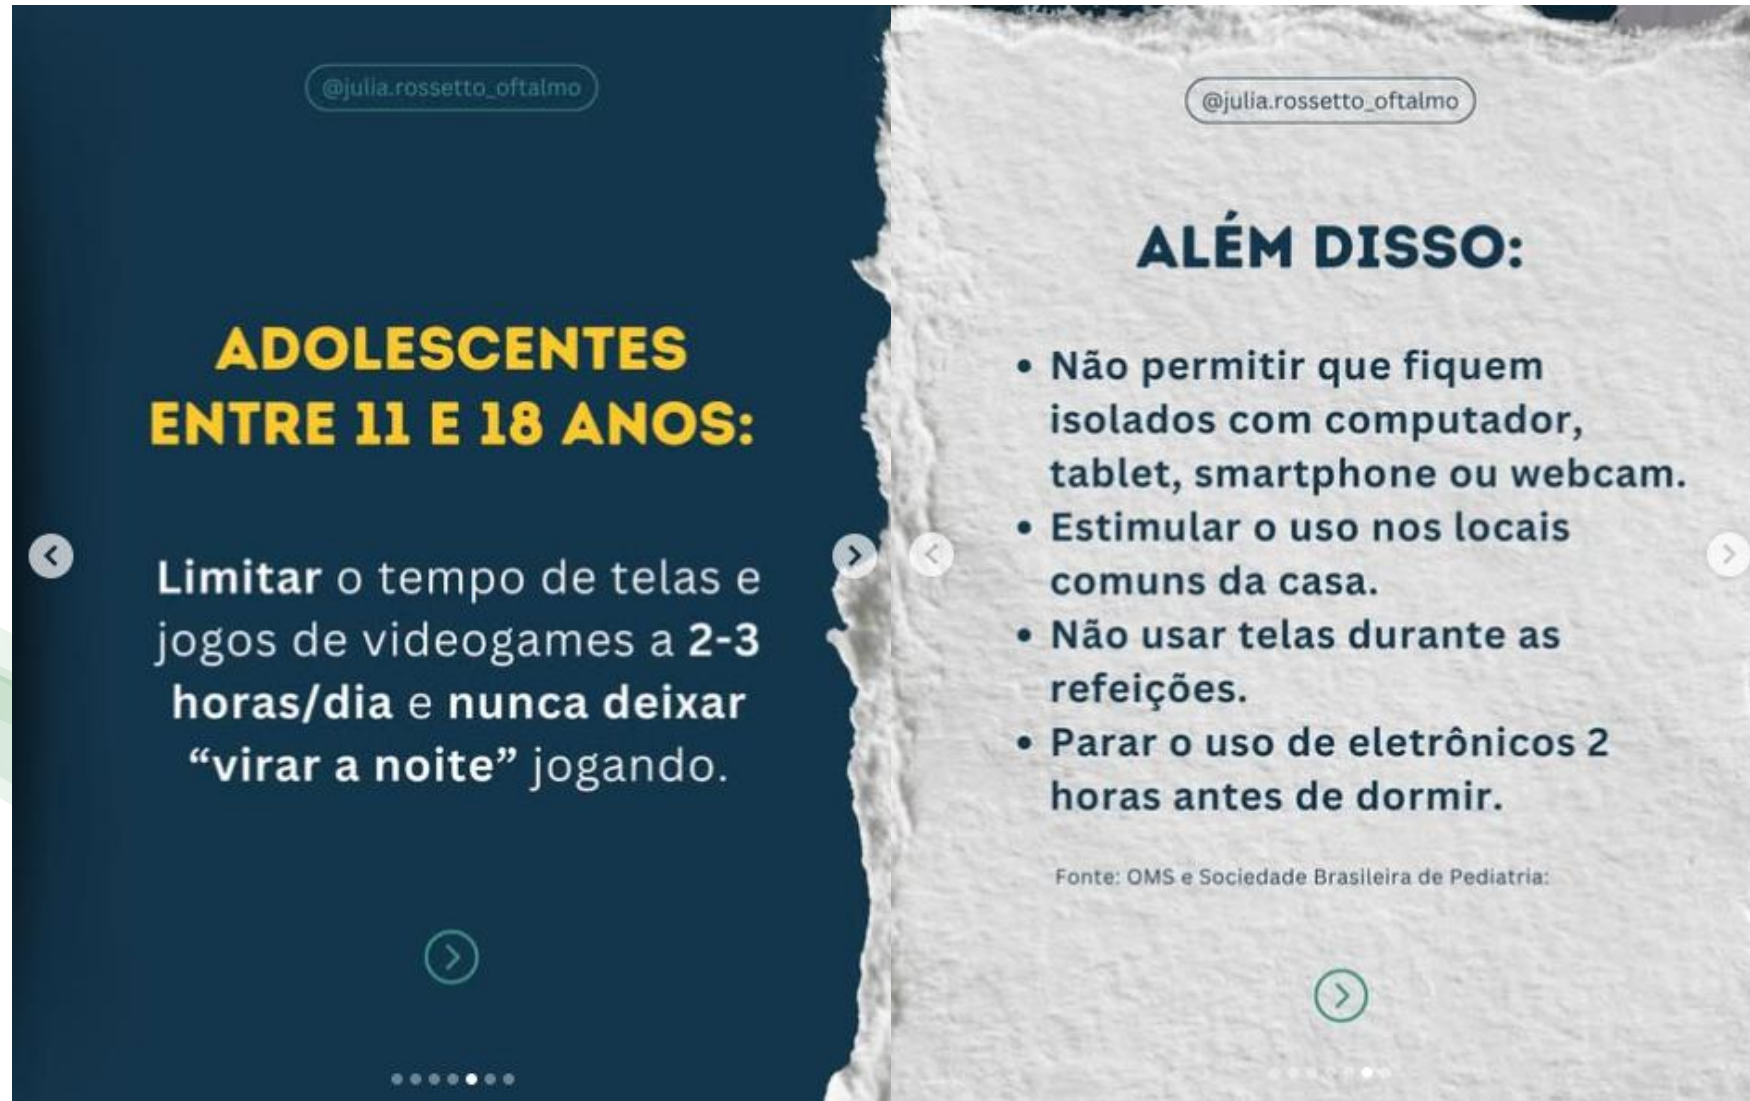 @julia.rossetto_oftalmo
ADOLESCENTES
ENTRE 11 E 18 ANOS:
Limitar o tempo de telas e
jogos de videogames a 2-3
horas/dia e nunca deixar
“virar a noite” jogando.
@julia.rossetto_oftalmo
ALÉM DISSO:
• Não permitir que fiquem
isolados com computador,
tablet, smartphone ou webcam.
• Estimular o uso nos locais
comuns da casa.
• Não usar telas durante as
refeições.
• Parar o uso de eletrônicos 2
horas antes de dormir.
Fonte: OMS e Sociedade Brasileira de Pediatria: